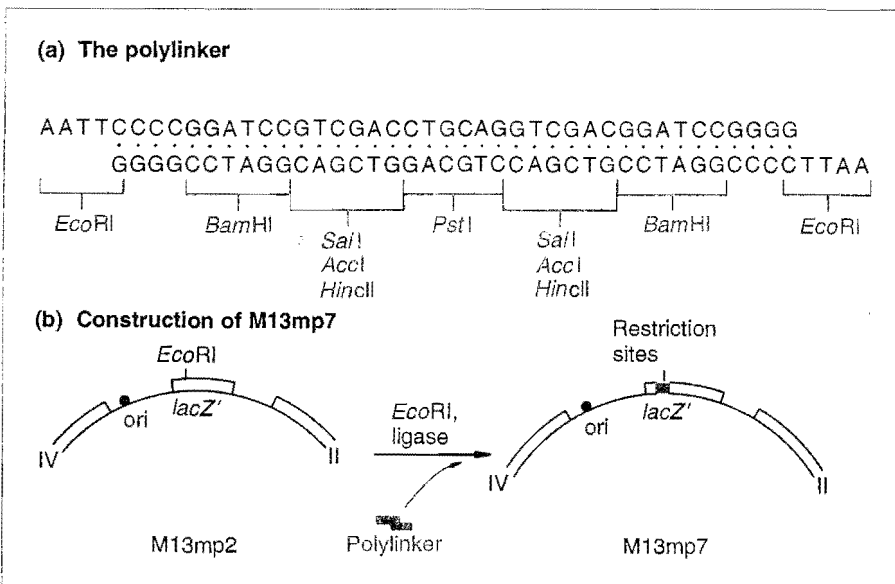 (a) The polylinker
AATTCCCCGGATCCGTCGACCTGCAGGTCGACGGATCCGGGG
GGGGCCTAGGCAGCTGGACGTCCAGCTGCCTAGGCCCCTTAA
EcoRI BamHI SalI PstI SalI BamHI EcoRI
AccI AccI
HincII HincII
(b) Construction of M13mp7
EcoRI
lacZ'
ori
IV
II
M13mp2
EcoRI,
ligase
Polylinker
Restriction
sites
lacZ'
ori
IV
II
M13mp7